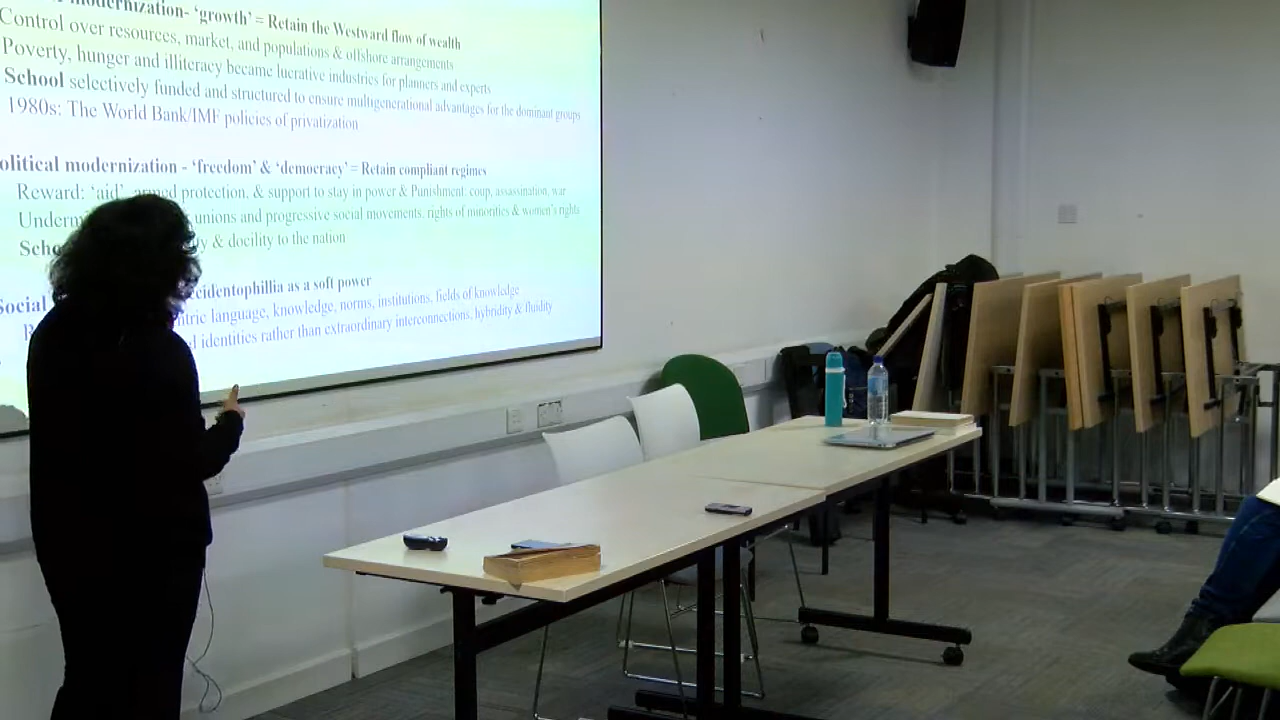 modernization- ‘growth’ = Retain the Westward flow of wealth
Control over resources, market, and populations & offshore arrangements
Poverty, hunger and illiteracy became lucrative industries for planners and experts
School selectively funded and structured to ensure multigenerational advantages for the dominant groups
1980s: The World Bank/IMF policies of privatization
olitical modernization - ‘freedom’ & ‘democracy’ = Retain compliant regimes
Reward: ‘aid’, armed protection, & support to stay in power & Punishment: coup, assassination, war
Underm unions and progressive social movements, rights of minorities & women's rights
Scho y & docility to the nation
Social cidentophillia as a soft power
ntric language, knowledge, norms, institutions, fields of knowledge
l identities rather than extraordinary interconnections, hybridity & fluidity